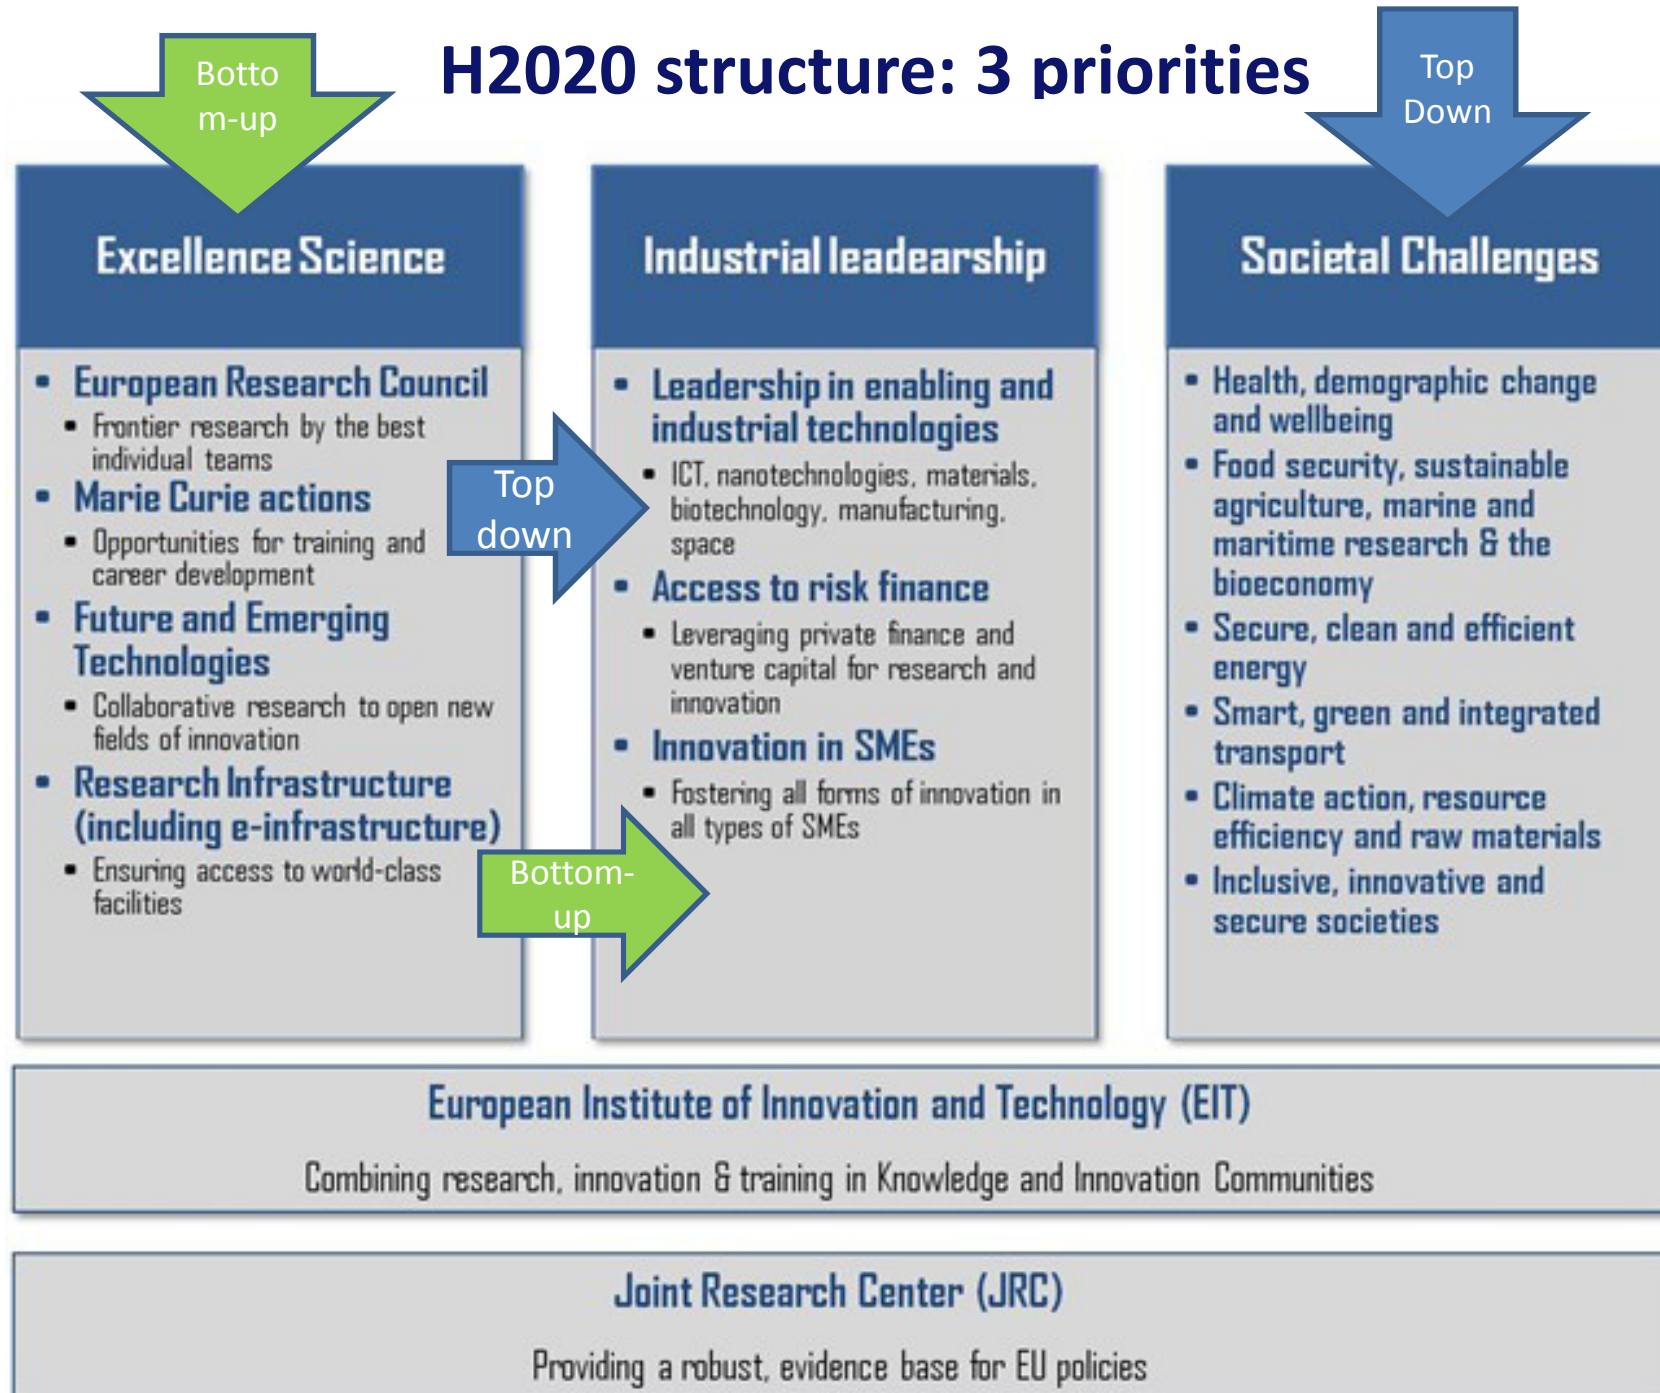 H2020 structure: 3 priorities
Botto
m-up
Top
Down
Excellence Science
European Research Council
Frontier research by the best
individual teams
Marie Curie actions
Opportunities for training and
career development
Future and Emerging
Technologies
Collaborative research to open new
fields of innovation
Research Infrastructure
(including e-infrastructure)
Ensuring access to world-class
facilities
Top
down
Bottom-
up
Industrial leadearship
Leadership in enabling and
industrial technologies
ICT, nanotechnologies, materials,
biotechnology, manufacturing,
space
Access to risk finance
Leveraging private finance and
venture capital for research and
innovation
Innovation in SMEs
Fostering all forms of innovation in
all types of SMEs
Societal Challenges
Health, demographic change
and wellbeing
Food security, sustainable
agriculture, marine and
maritime research & the
bioeconomy
Secure, clean and efficient
energy
Smart, green and integrated
transport
Climate action, resource
efficiency and raw materials
Inclusive, innovative and
secure societies
European Institute of Innovation and Technology (EIT)
Combining research, innovation & training in Knowledge and Innovation Communities
Joint Research Center (JRC)
Providing a robust, evidence base for EU policies